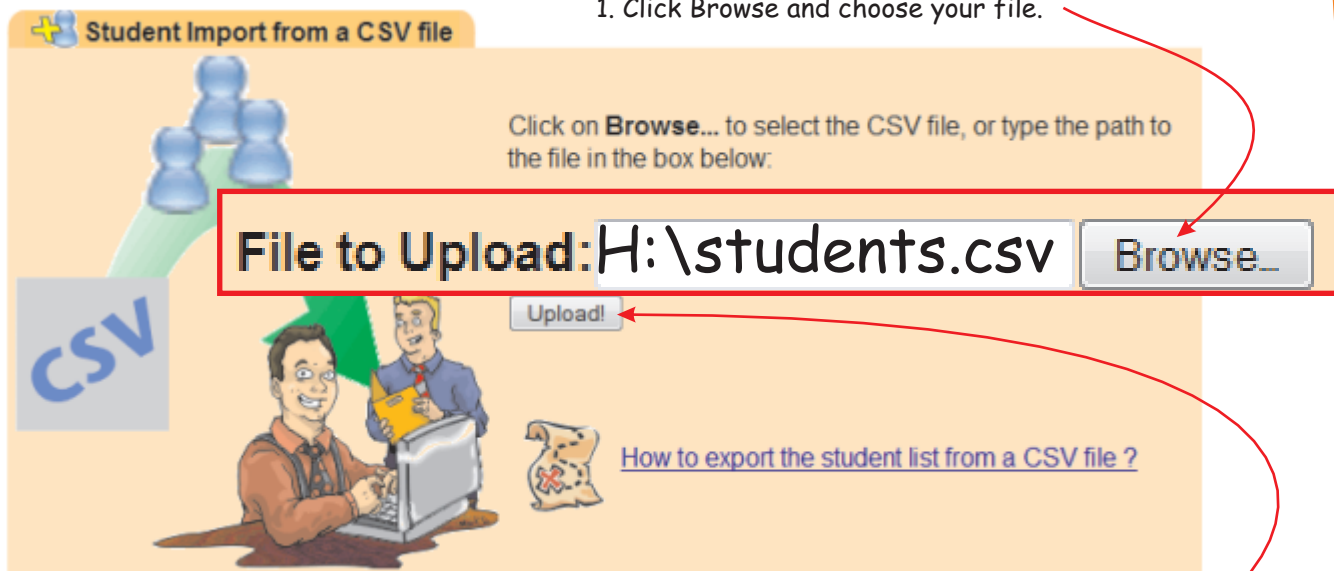 1. Click Browse and choose your file.
Student Import from a CSV file
Click on Browse... to select the CSV file, or type the path to
the file in the box below:
File to Upload: H:\students.csv Browse...
Upload!
CSV
How to export the student list from a CSV file ?